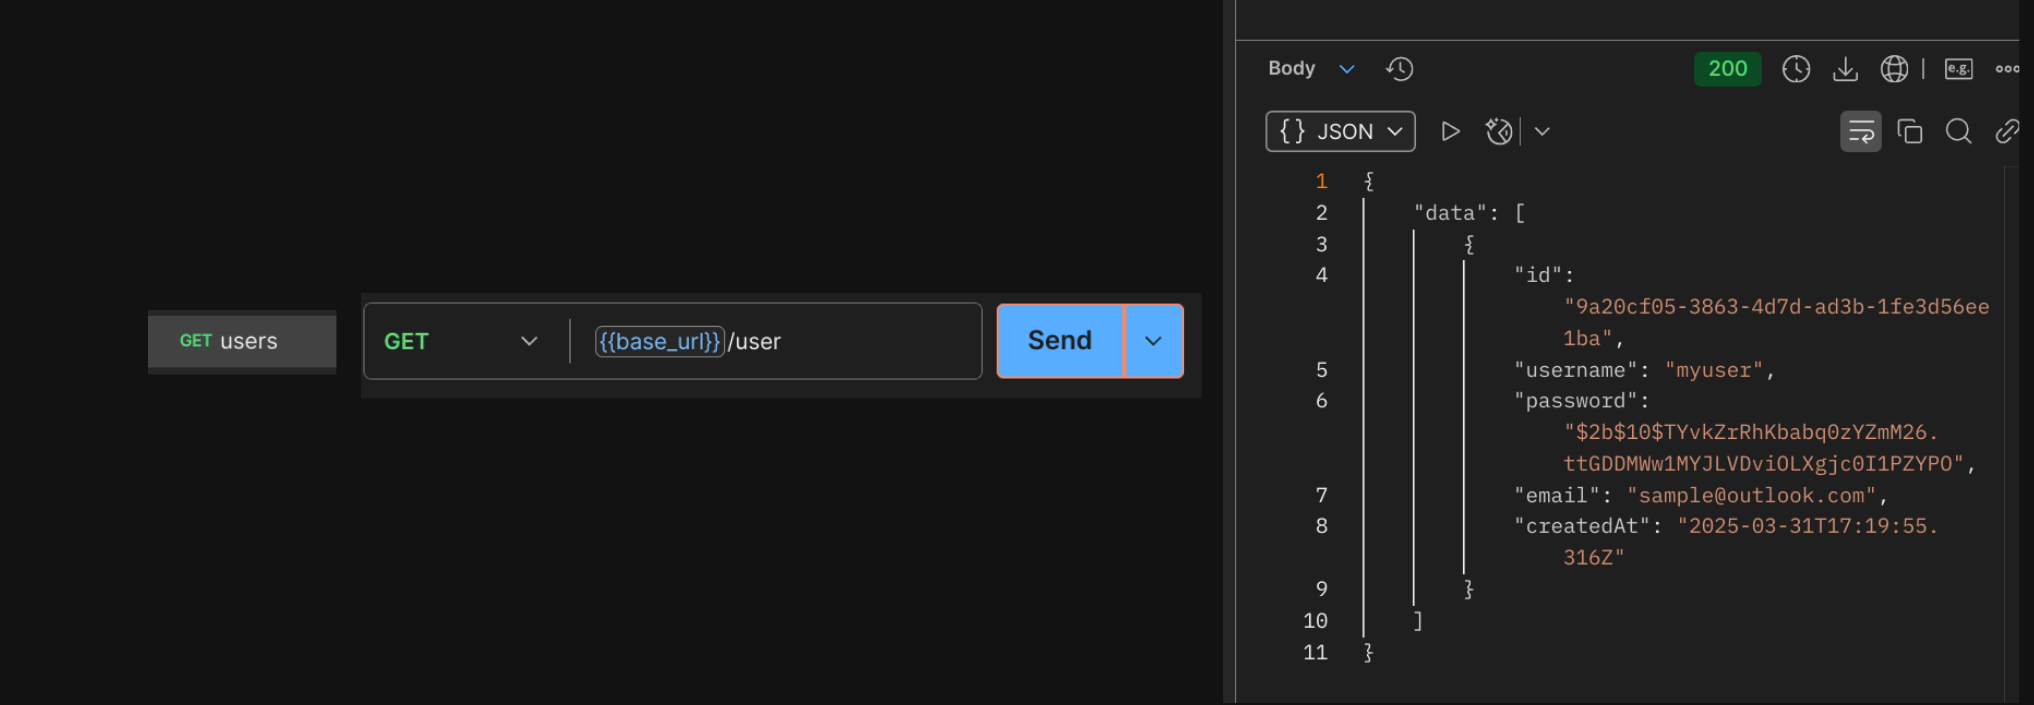 GET users
GET {{base_url}}/user Send
Body 200 e.g.
{} JSON
1 {
2 "data": [
3 {
4 "id":
"9a20cf05-3863-4d7d-ad3b-1fe3d56ee
1ba",
5 "username": "myuser",
6 "password":
"$2b$10$TYvkZrRhKbabq0zYZmM26.
ttGDDMWw1MYJLVDviOLXgjc0I1PZYPO",
7 "email": "sample@outlook.com",
8 "createdAt": "2025-03-31T17:19:55.
316Z"
9 }
10 ]
11 }